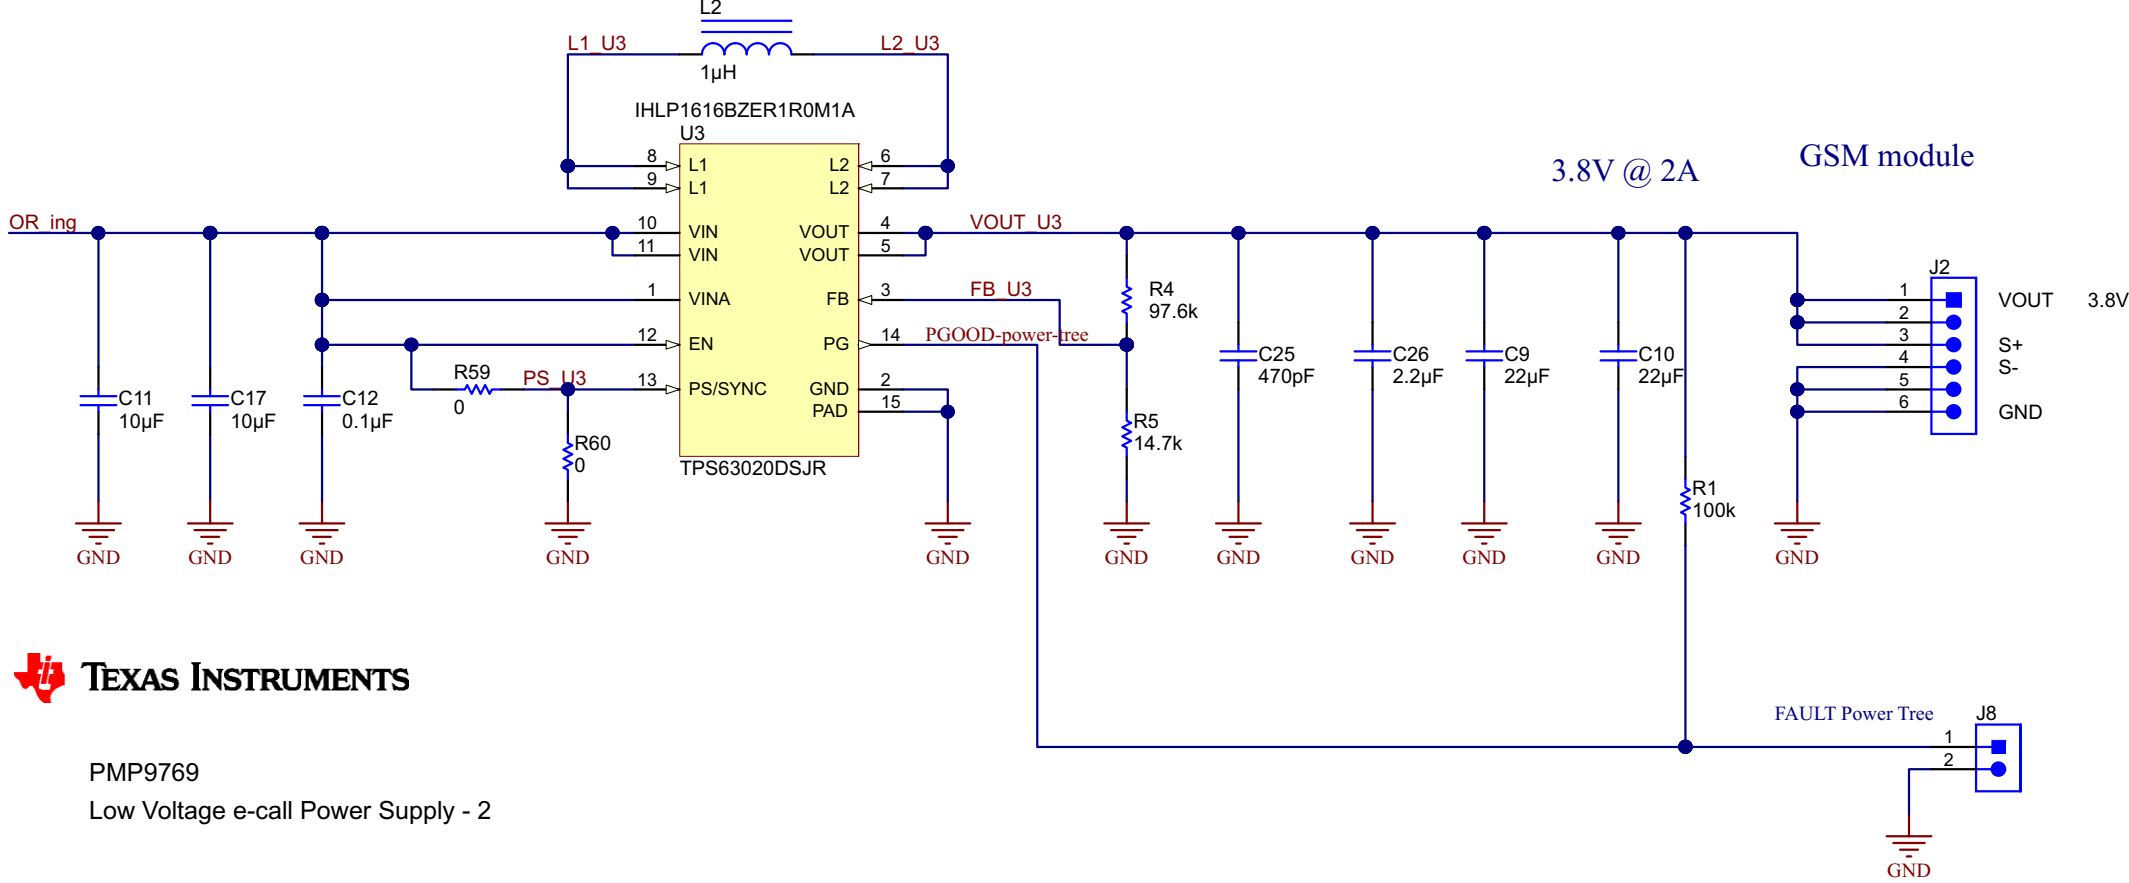 L2
L1_U3
L2_U3
1µH
IHLP1616BZER1R0M1A
U3
8 L1 L2 6
9 L1 L2 7
3.8V @ 2A
GSM module
OR_ing
10 VIN VOUT 4
VOUT_U3
11 VIN VOUT 5
1 VINA FB 3
FB_U3
R4
97.6k
12 EN PG 14
PGOOD-power-tree
R59
0
PS_U3
13 PS/SYNC GND 2
PAD 15
R60
0
TPS63020DSJR
C11
10µF
C17
10µF
C12
0.1µF
R5
14.7k
C25
470pF
C26
2.2µF
C9
22µF
C10
22µF
R1
100k
J2
1 VOUT 3.8V
2
3 S+
4 S-
5
6 GND
GND GND GND GND GND GND GND GND GND GND GND
TEXAS INSTRUMENTS
FAULT Power Tree
J8
1
2
GND
PMP9769
Low Voltage e-call Power Supply - 2